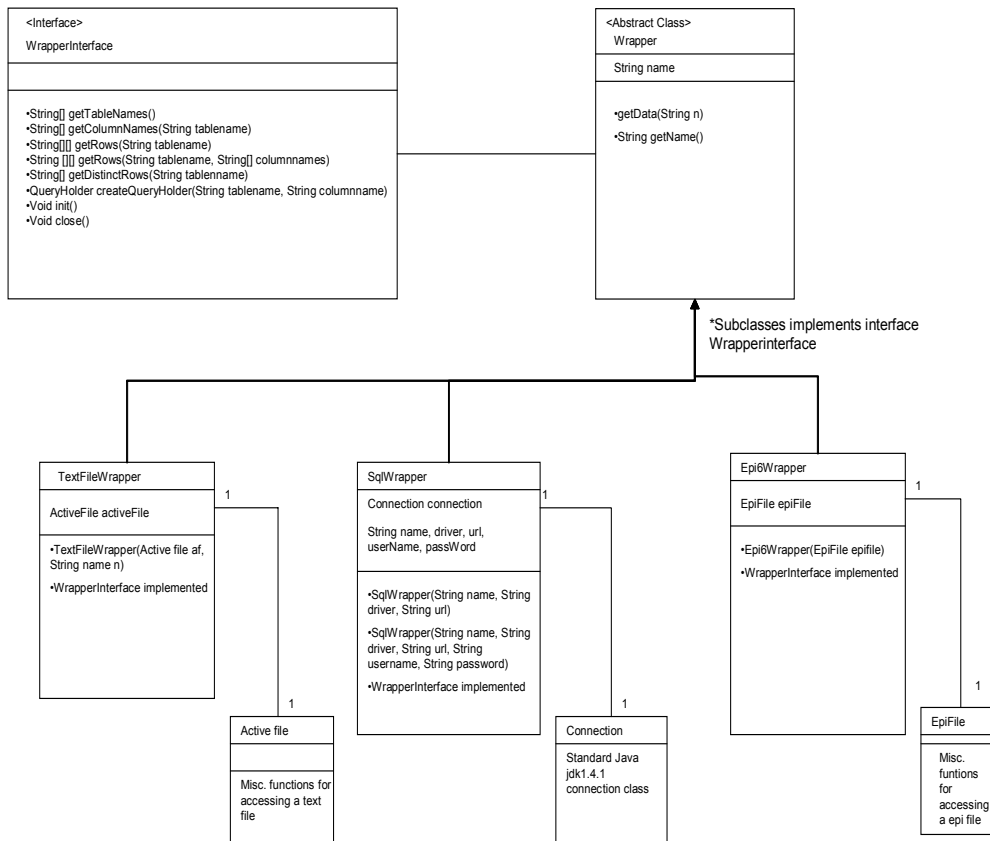 <Interface>
WrapperInterface
•String[] getTableNames()
•String[] getColumnNames(String tablename)
•String[][] getRows(String tablename)
•String [][] getRows(String tablename, String[] columnnames)
•String[] getDistinctRows(String tablenname)
•QueryHolder createQueryHolder(String tablename, String columnname)
•Void init()
•Void close()
<Abstract Class>
Wrapper
String name
•getData(String n)
•String getName()
*Subclasses implements interface
Wrapperinterface
TextFileWrapper
ActiveFile activeFile
•TextFileWrapper(Active file af,
String name n)
•WrapperInterface implemented
1
1
Active file
Misc. functions for
accessing a text
file
SqlWrapper
Connection connection
String name, driver, url,
userName, passWord
•SqlWrapper(String name, String
driver, String url)
•SqlWrapper(String name, String
driver, String url, String
username, String password)
•WrapperInterface implemented
1
1
Connection
Standard Java
jdk1.4.1
connection class
Epi6Wrapper
EpiFile epiFile
•Epi6Wrapper(EpiFile epifile)
•WrapperInterface implemented
1
1
EpiFile
Misc.
funtions
for
accessing
a epi file